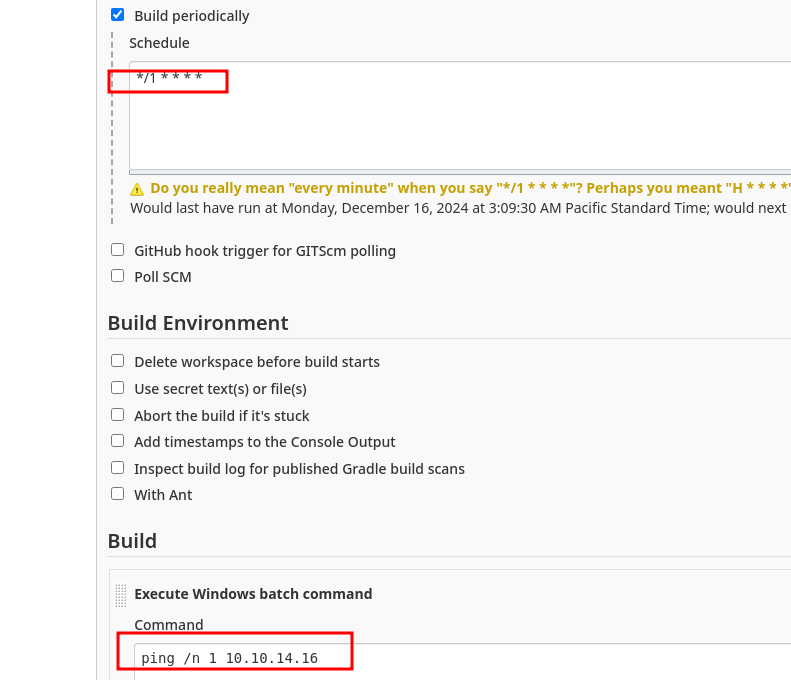 Build periodically
Schedule
*/1 * * * *
Do you really mean "every minute" when you say "*/1 * * * *"? Perhaps you meant "H * * * *"
Would last have run at Monday, December 16, 2024 at 3:09:30 AM Pacific Standard Time; would next
GitHub hook trigger for GITScm polling
Poll SCM
Build Environment
Delete workspace before build starts
Use secret text(s) or file(s)
Abort the build if it's stuck
Add timestamps to the Console Output
Inspect build log for published Gradle build scans
With Ant
Build
Execute Windows batch command
Command
ping /n 1 10.10.14.16